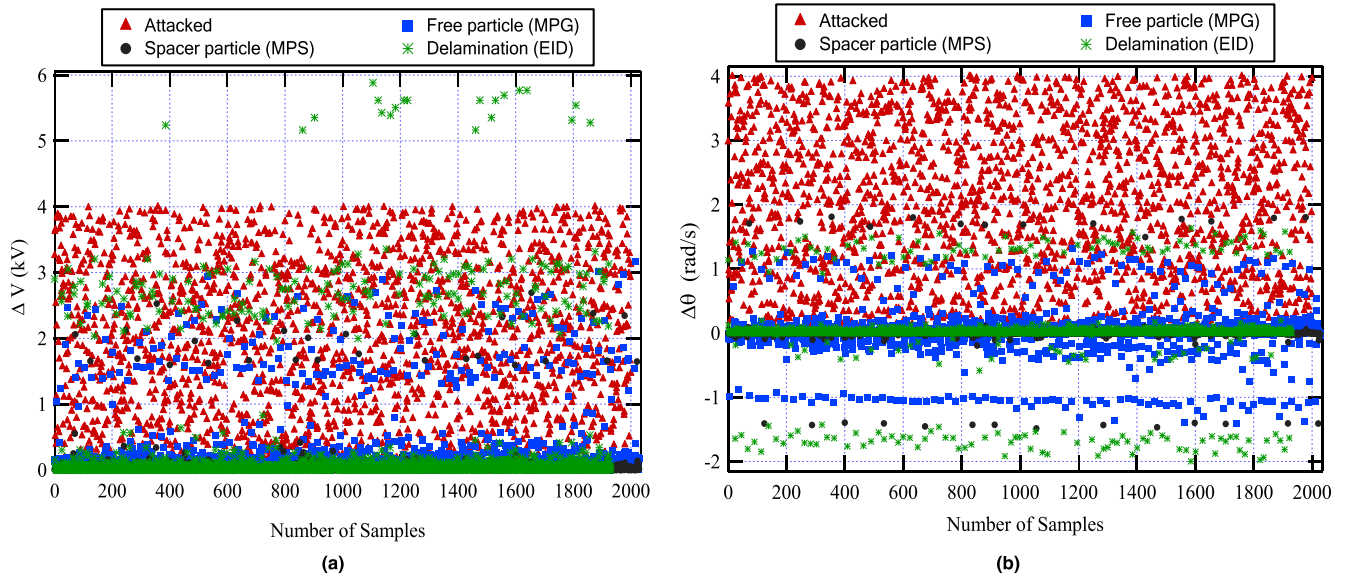 Attacked
Free particle (MPG)
Spacer particle (MPS)
Delamination (EID)
6
5
4
3
2
1
0
Δ V (kV)
0 200 400 600 800 1000 1200 1400 1600 1800 2000
Number of Samples
(a)
Attacked
Free particle (MPG)
Spacer particle (MPS)
Delamination (EID)
4
3
2
1
0
-1
-2
Δθ (rad/s)
0 200 400 600 800 1000 1200 1400 1600 1800 2000
Number of Samples
(b)